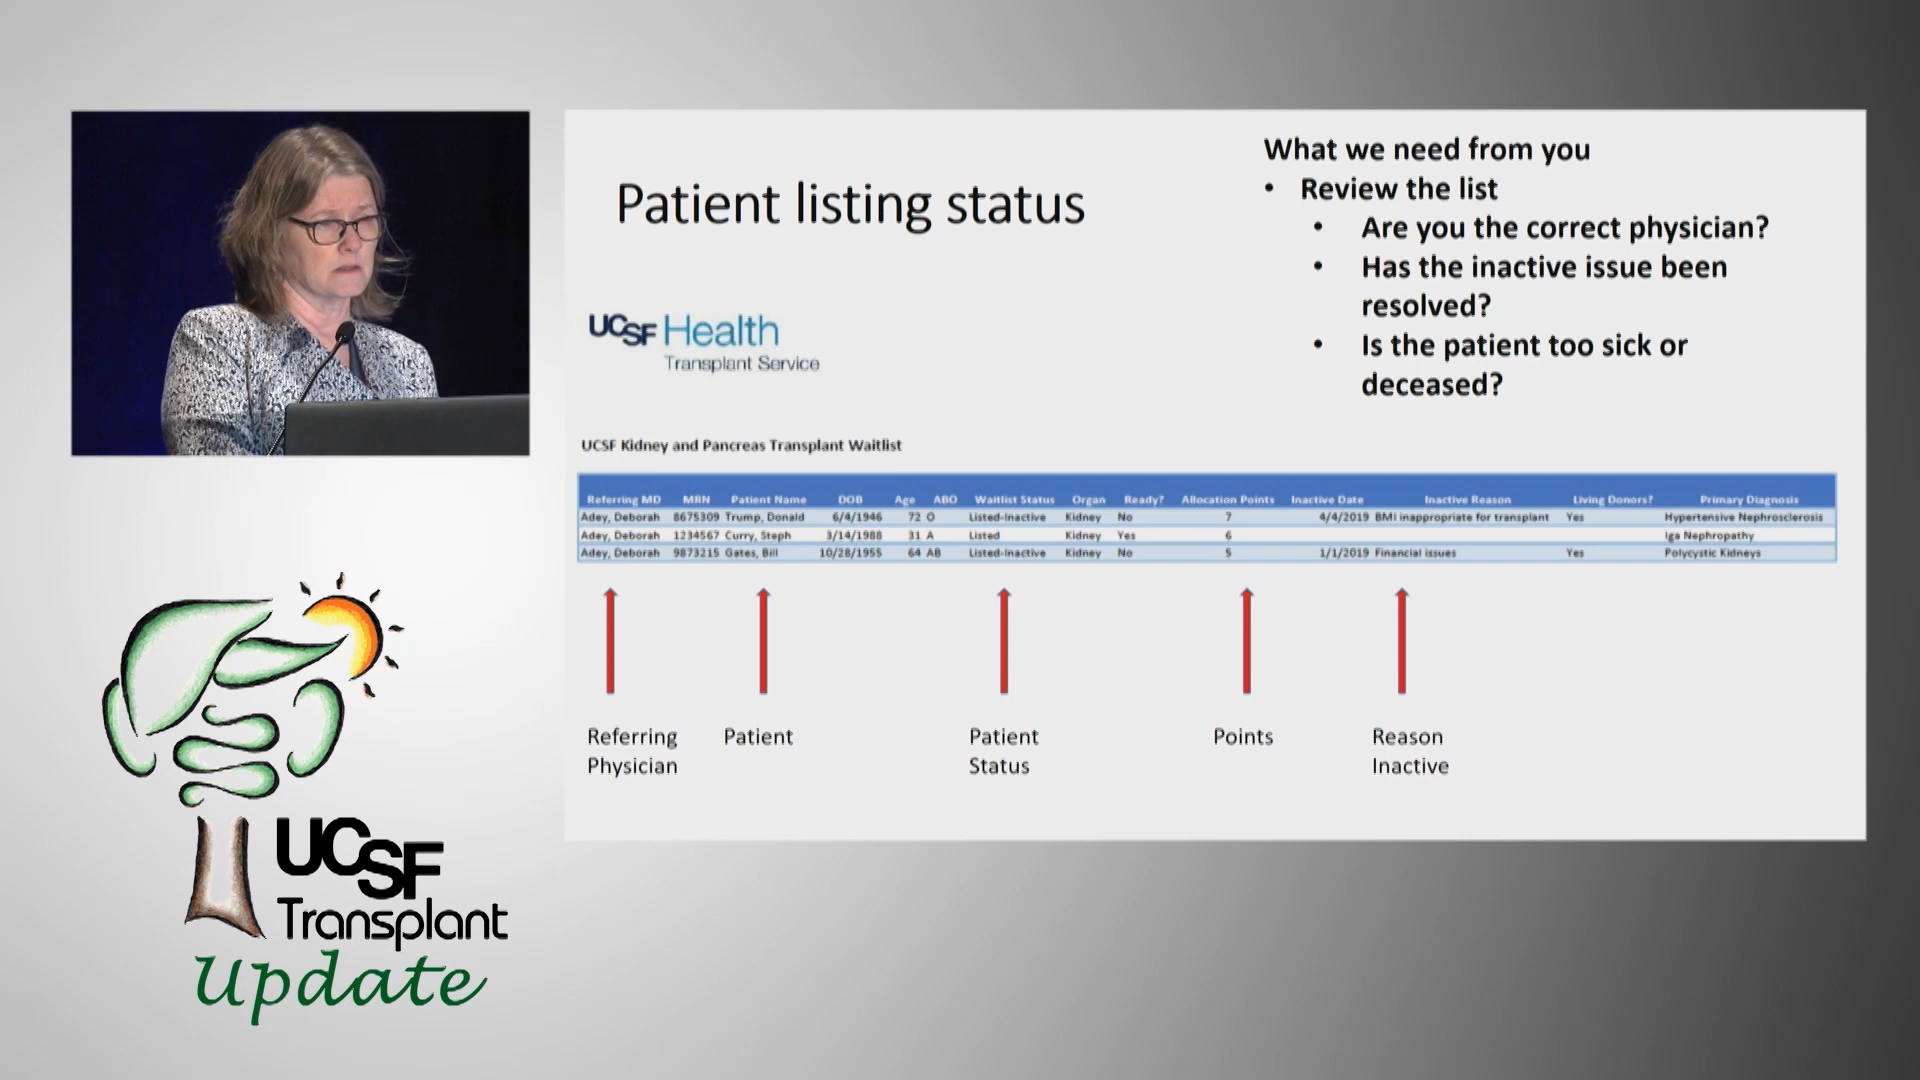 What we need from you
• Review the list
• Are you the correct physician?
• Has the inactive issue been
resolved?
• Is the patient too sick or
deceased?
Patient listing status
UCSF Health
Transplant Service
UCSF Kidney and Pancreas Transplant Waitlist
Referring MD MRN Patient Name DOB Age ABO Waitlist Status Organ Ready? Allocation Points Inactive Date Inactive Reason Living Donors? Primary Diagnosis
Adey, Deborah 8675309 Trump, Donald 6/4/1946 72 O Listed-Inactive Kidney No 7 4/4/2019 BMI inappropriate for transplant Yes Hypertensive Nephrosclerosis
Adey, Deborah 1234567 Curry, Steph 3/14/1988 31 A Listed Kidney Yes 6 Iga Nephropathy
Adey, Deborah 9873215 Gates, Bill 10/28/1955 64 AB Listed-Inactive Kidney No 5 1/1/2019 Financial issues Yes Polycystic Kidneys
Referring
Physician
Patient
Patient
Status
Points
Reason
Inactive
UCSF
Transplant
Update